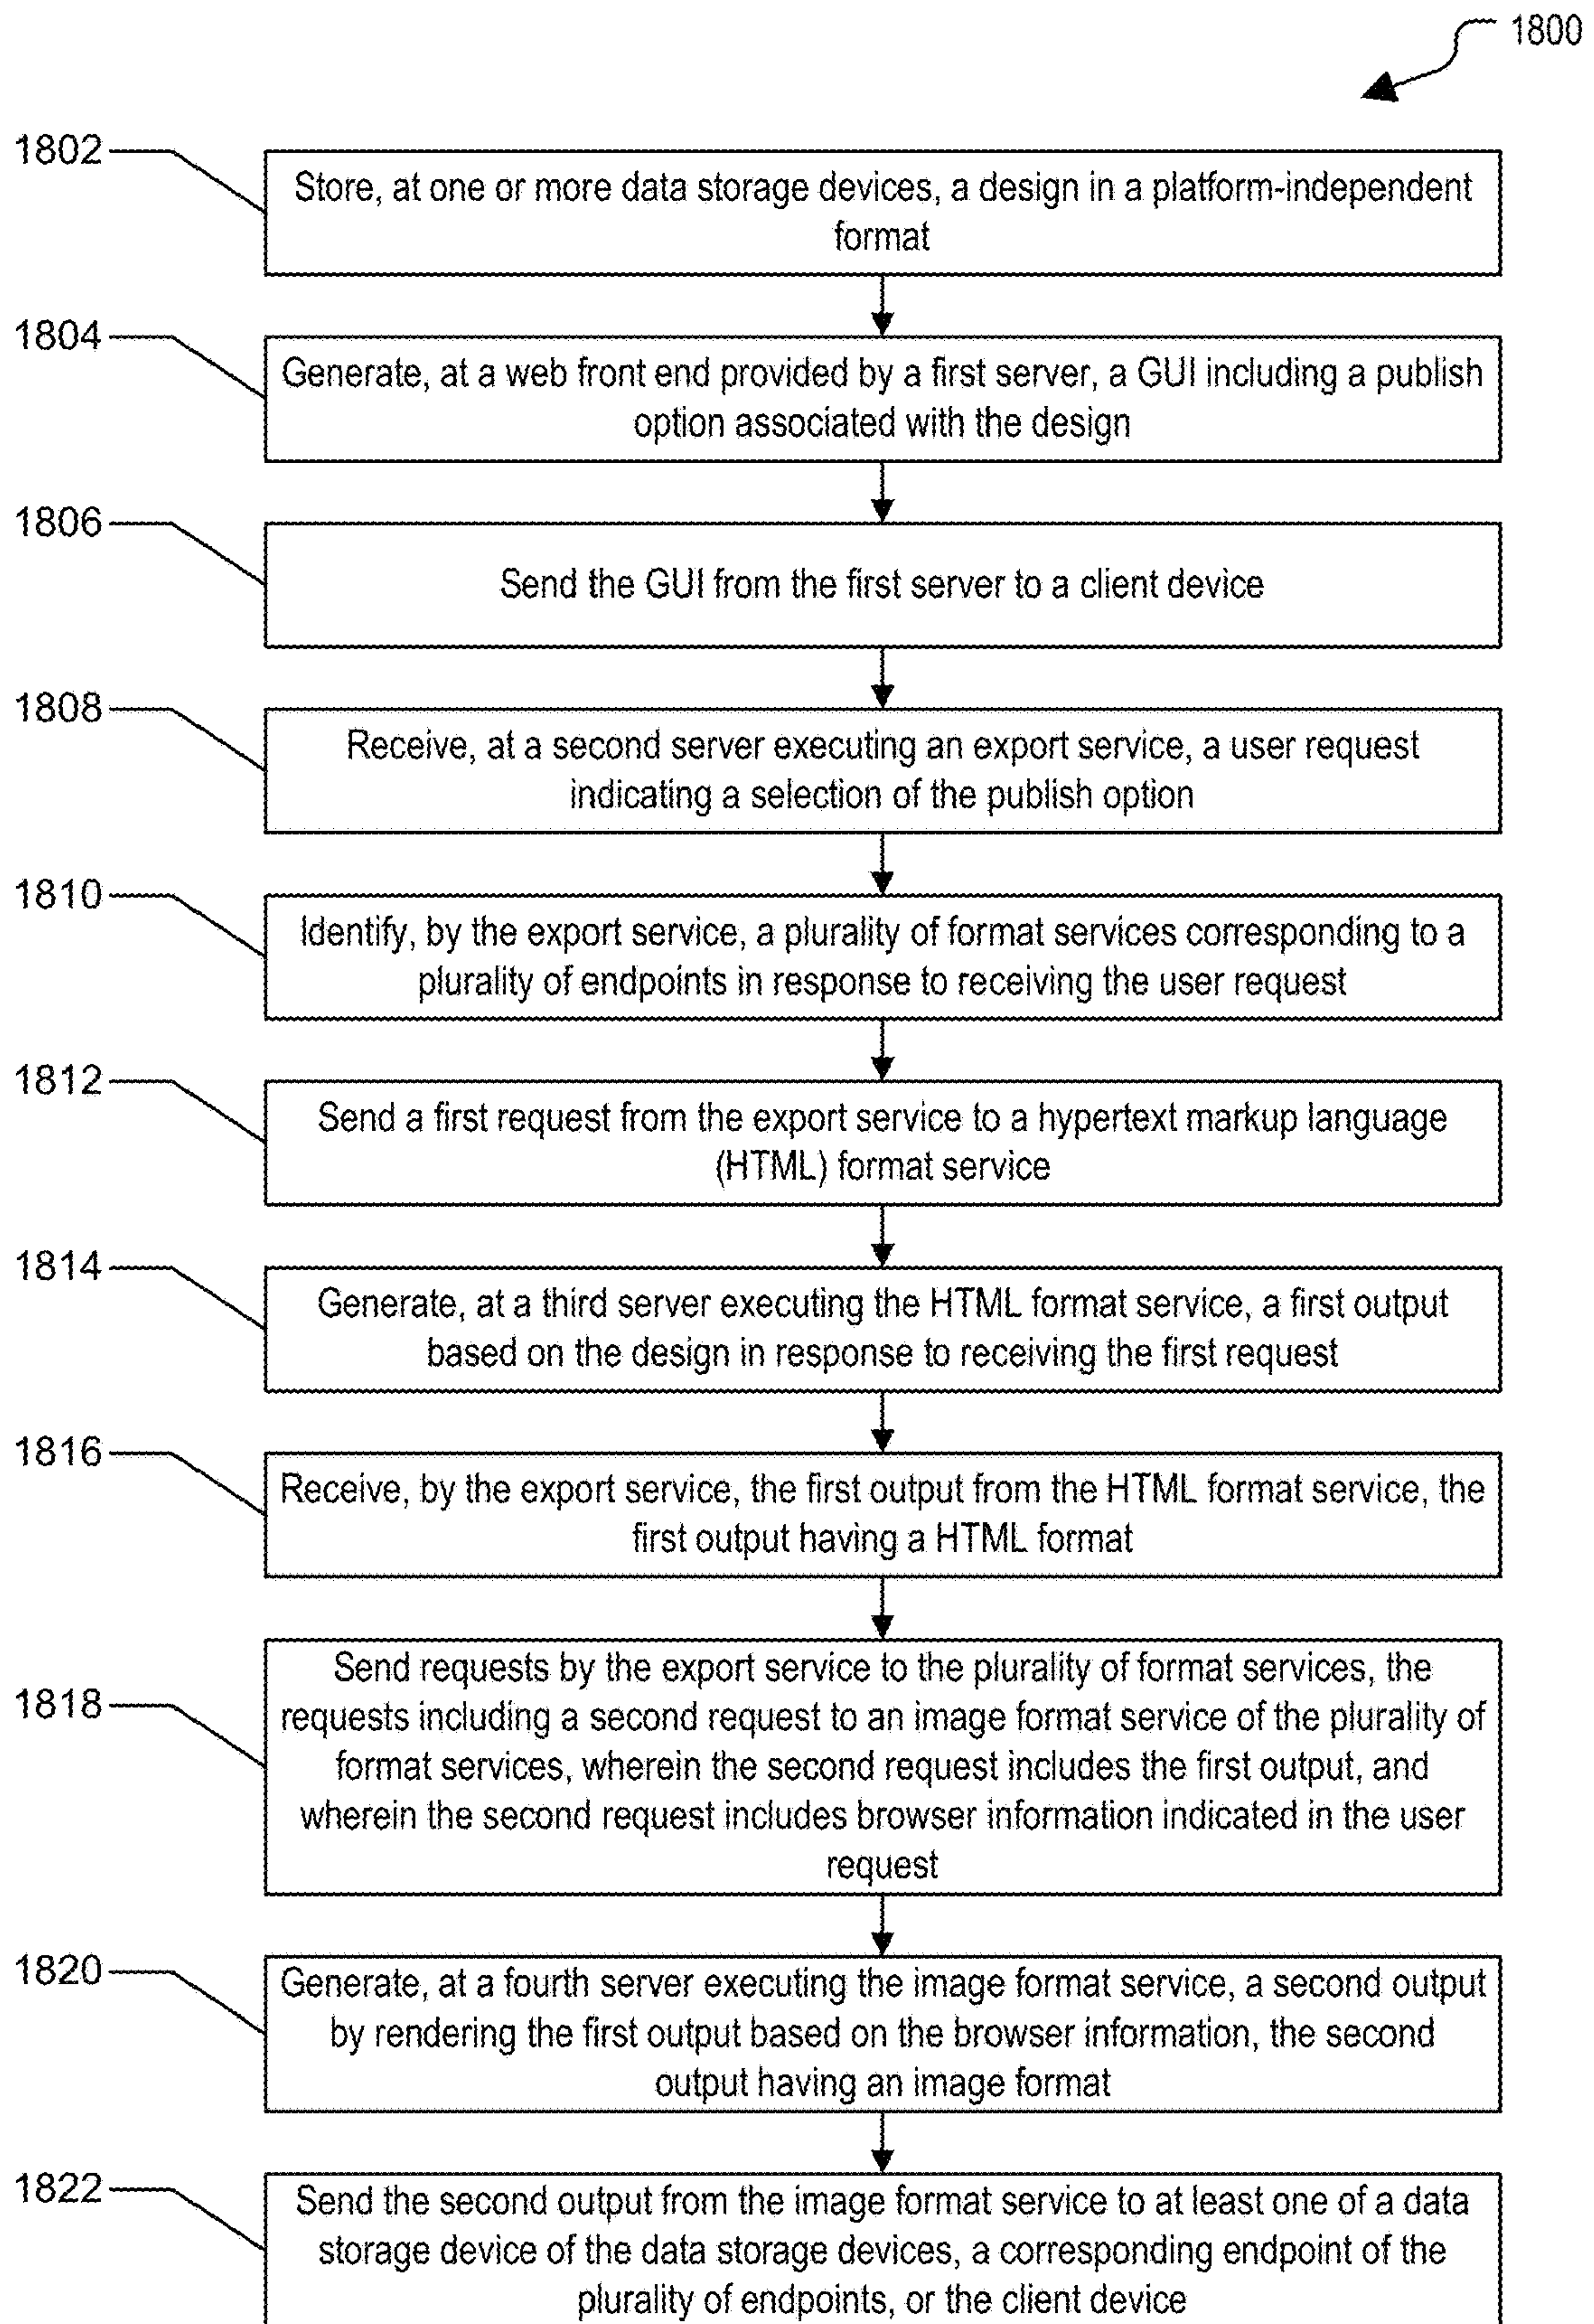 1800
1802
Store, at one or more data storage devices, a design in a platform-independent
format
1804
Generate, at a web front end provided by a first server, a GUI including a publish
option associated with the design
1806
Send the GUI from the first server to a client device
1808
Receive, at a second server executing an export service, a user request
indicating a selection of the publish option
1810
Identify, by the export service, a plurality of format services corresponding to a
plurality of endpoints in response to receiving the user request
1812
Send a first request from the export service to a hypertext markup language
(HTML) format service
1814
Generate, at a third server executing the HTML format service, a first output
based on the design in response to receiving the first request
1816
Receive, by the export service, the first output from the HTML format service, the
first output having a HTML format
1818
Send requests by the export service to the plurality of format services, the
requests including a second request to an image format service of the plurality of
format services, wherein the second request includes the first output, and
wherein the second request includes browser information indicated in the user
request
1820
Generate, at a fourth server executing the image format service, a second output
by rendering the first output based on the browser information, the second
output having an image format
1822
Send the second output from the image format service to at least one of a data
storage device of the data storage devices, a corresponding endpoint of the
plurality of endpoints, or the client device